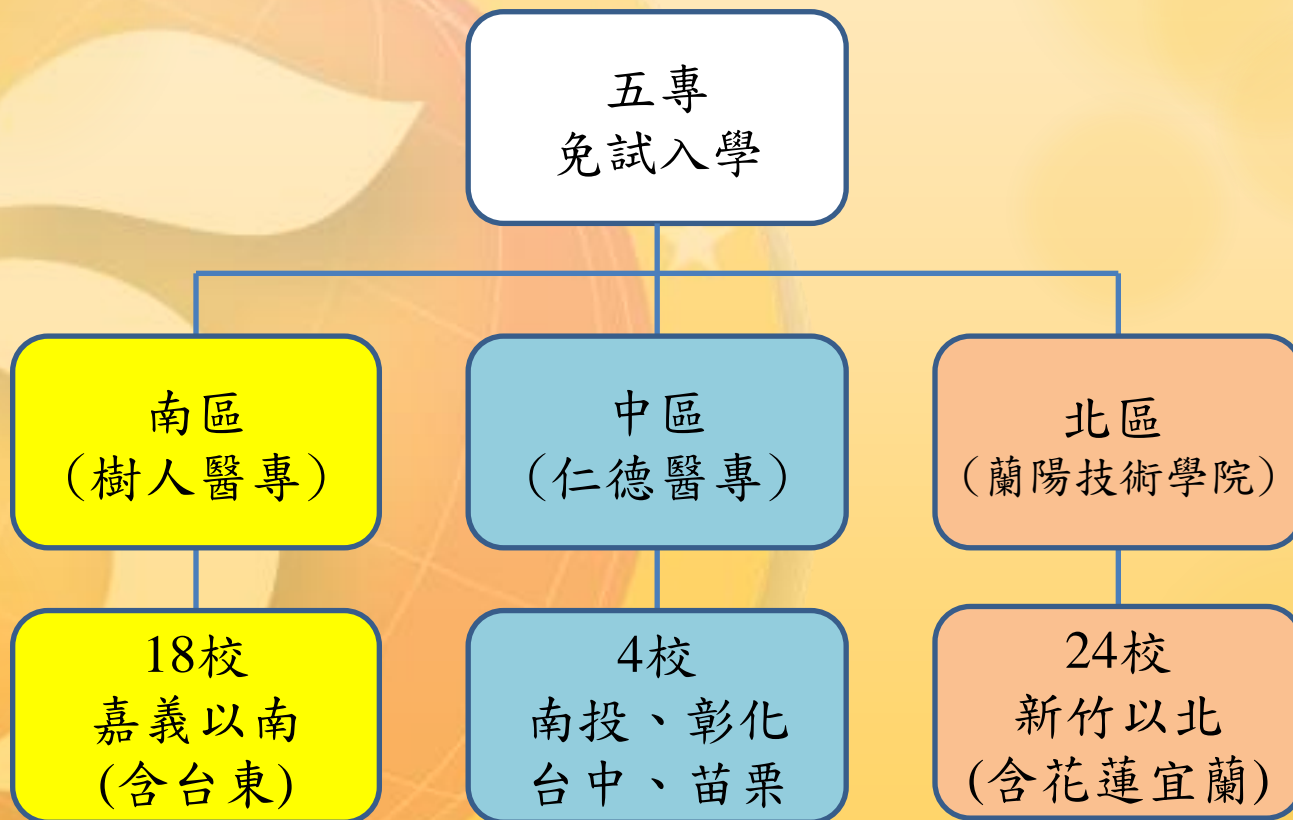 五專
免試入學
南區
（樹人醫專）
中區
（仁德醫專）
北區
（蘭陽技術學院）
18校
嘉義以南
(含台東)
4校
南投、彰化
台中、苗栗
24校
新竹以北
(含花蓮宜蘭)